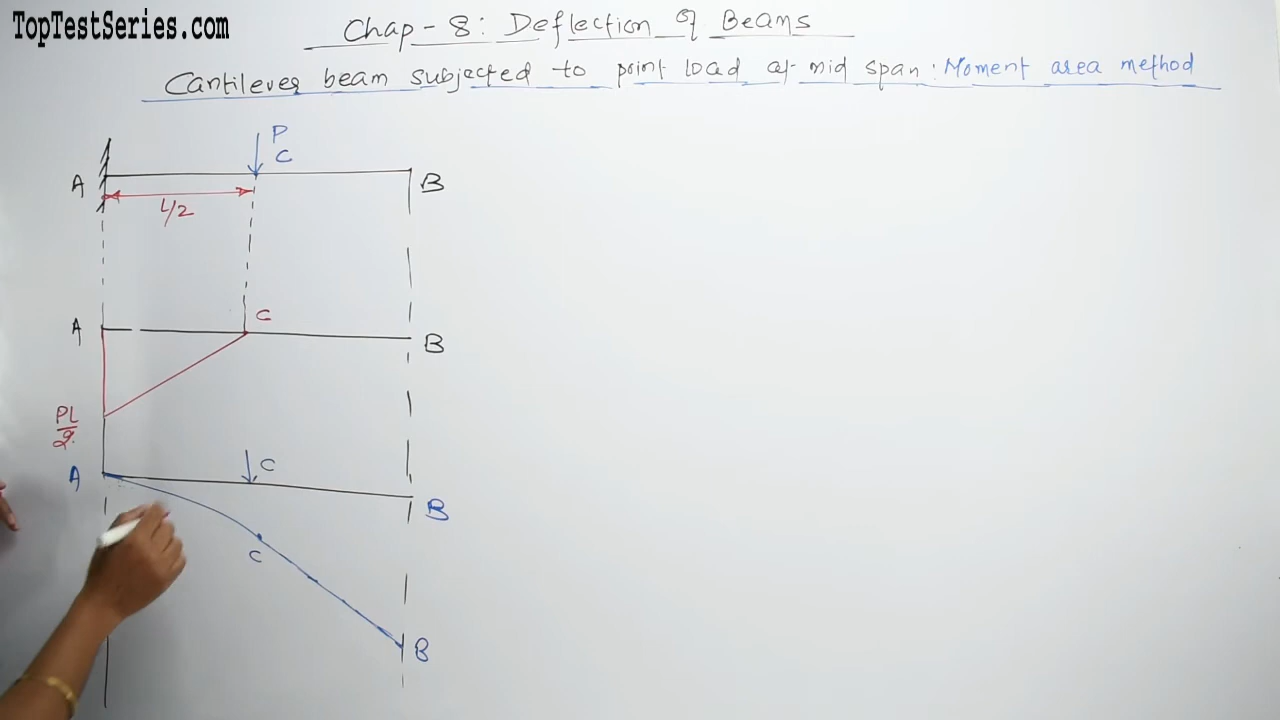 TopTestSeries.com
Chap-8: Deflection of Beams
Cantilever beam subjected to point load at mid span: Moment area method
P
C
A
B
L/2
C
A
B
PL/2
C
A
B
C
B